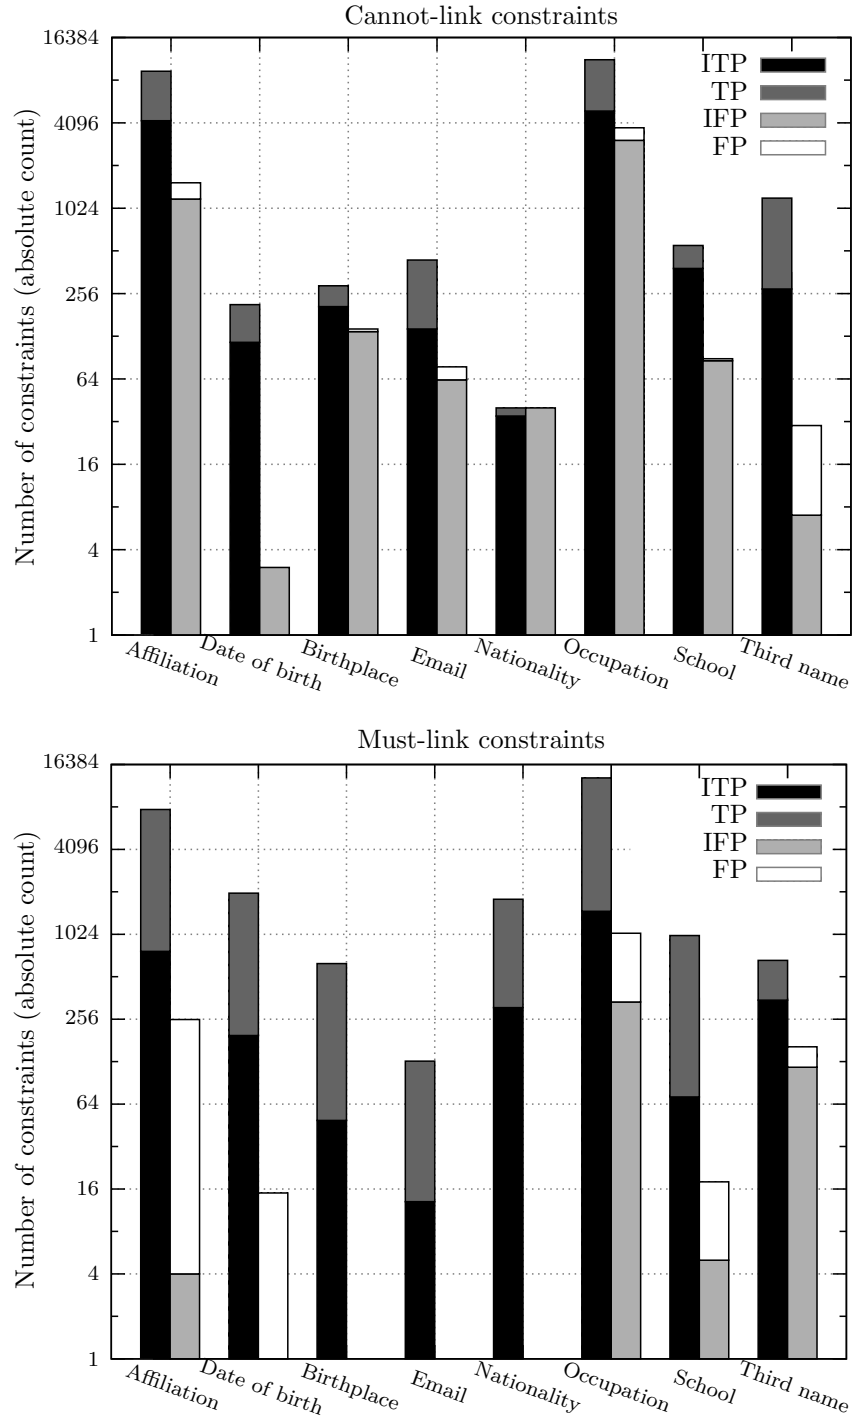 Cannot-link constraints
Number of constraints (absolute count)
16384
4096
1024
256
64
16
4
1
ITP
TP
IFP
FP
Affiliation
Date of birth
Birthplace
Email
Nationality
Occupation
School
Third name
Must-link constraints
Number of constraints (absolute count)
16384
4096
1024
256
64
16
4
1
ITP
TP
IFP
FP
Affiliation
Date of birth
Birthplace
Email
Nationality
Occupation
School
Third name